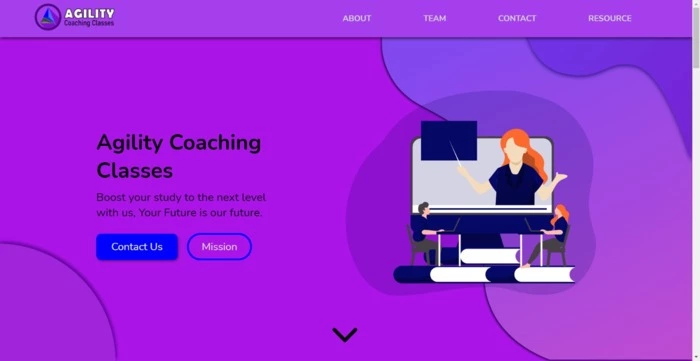 AGILITY
Coaching Classes
ABOUT
TEAM
CONTACT
RESOURCE
Agility Coaching
Classes
Boost your study to the next level
with us, Your Future is our future.
Contact Us
Mission